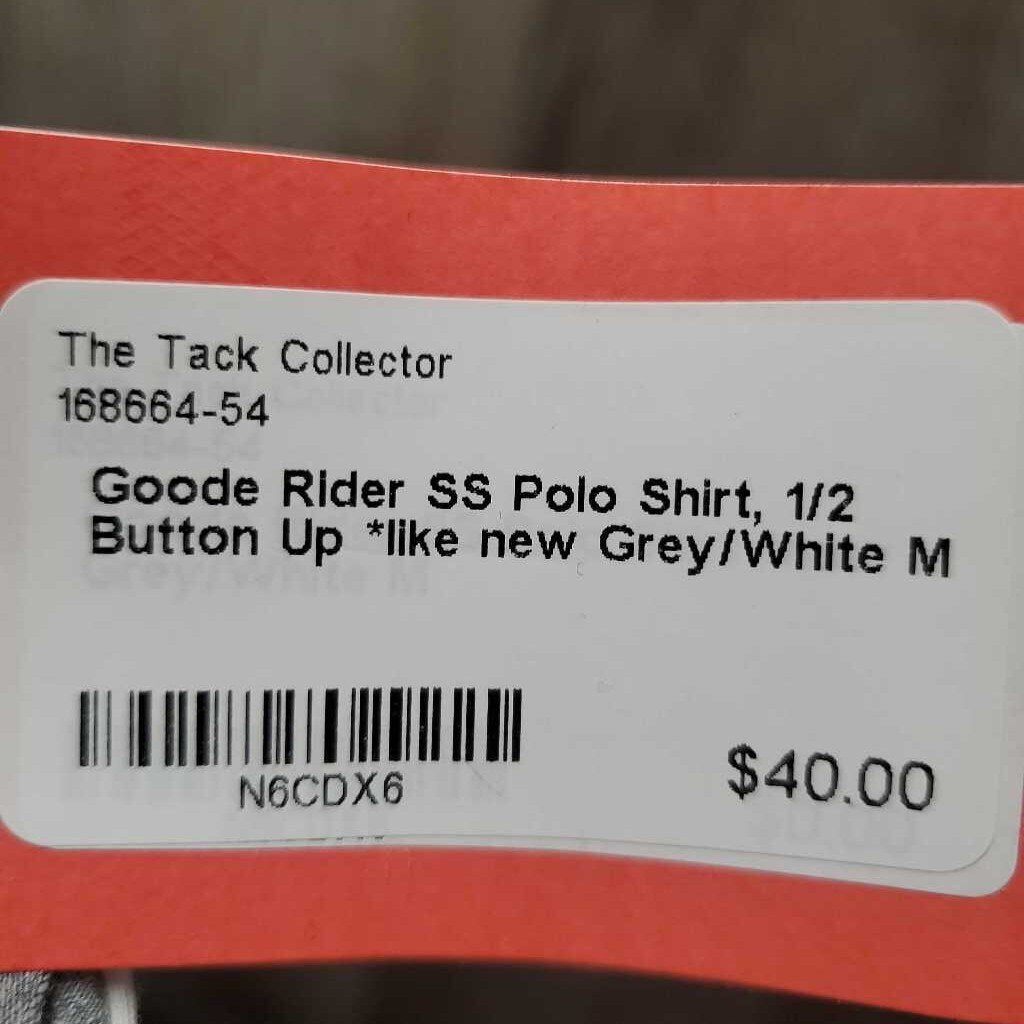 The Tack Collector
168664-54
Goode Rider SS Polo Shirt, 1/2
Button Up *like new Grey/White M
N6CDX6
$40.00